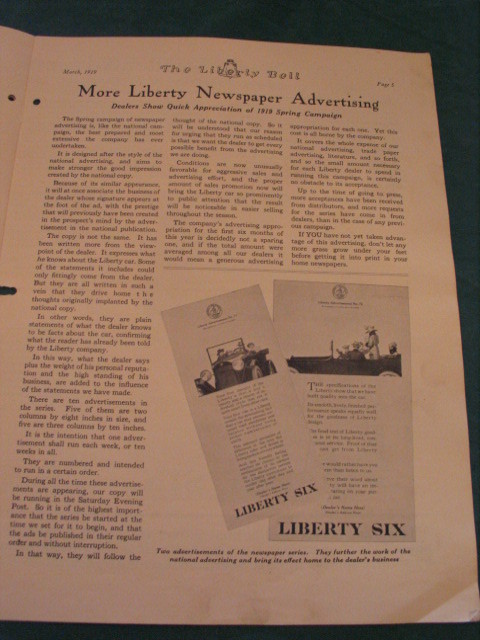 March, 1919
The Liberty Bell
Page 5
More Liberty Newspaper Advertising
Dealers Show Quick Appreciation of 1919 Spring Campaign
The Spring campaign of newspaper
advertising is, like the national cam-
paign, the best prepared and most
extensive the company has ever
undertaken.
It is designed after the style of the
national advertising, and aims to
make stronger the good impression
created by the national copy.
Because of its similar appearance,
it will at once associate the business of
the dealer whose signature appears at
the foot of the ad, with the prestige
that will previously have been created
in the prospect's mind by the adver-
tisement in the national publication.
The copy is not the same. It has
been written more from the view-
point of the dealer. It expresses what
he knows about the Liberty car. Some
of the statements it includes could
only fittingly come from the dealer.
But they are all written in such a
vein that they drive home the
thoughts originally implanted by the
national copy.
In other words, they are plain
statements of what the dealer knows
to be facts about the car, confirming
what the reader has already been told
by the Liberty company.
In this way, what the dealer says
plus the weight of his personal reputa-
tion and the high standing of his
business, are added to the influence
of the statements we have made.
There are ten advertisements in
the series. Five of them are two
columns by eight inches in size, and
five are three columns by ten inches.
It is the intention that one adver-
tisement shall run each week, or ten
weeks in all.
They are numbered and intended
to run in a certain order.
During all the time these advertise-
ments are appearing, our copy will
be running in the Saturday Evening
Post. So it is of the highest import-
ance that the series be started at the
time we set for it to begin, and that
the ads be published in their regular
order and without interruption.
In that way, they will follow the
thought of the national copy. So it
will be understood that our reason
for urging that they run as scheduled
is that we want the dealer to get every
possible benefit from the advertising
we are doing.
Conditions are now unusually
favorable for aggressive sales and
advertising effort, and the proper
amount of sales promotion now will
bring the Liberty car so prominently
to public attention that the result
will be noticeable in easier selling
throughout the season.
The company's advertising appro-
priation for the first six months of
this year is decidedly not a sparing
one, and if the total amount were
averaged among all our dealers it
would mean a generous advertising
appropriation for each one. Yet this
cost is all borne by the company.
It covers the whole expense of our
national advertising, trade paper
advertising, literature, and so forth,
and so the small amount necessary
for each Liberty dealer to spend in
running this campaign, is certainly
no obstacle to its acceptance.
Up to the time of going to press,
more acceptances have been received
from distributors, and more requests
for the series have come in from
dealers, than in the case of any previ-
ous campaign.
If YOU have not yet taken advan-
tage of this advertising, don't let any
more grass grow under your feet
before getting it into print in your
home newspapers.
LIBERTY SIX
LIBERTY SIX
Two advertisements of the newspaper series. They further the work of the
national advertising and bring its effect home to the dealer's business